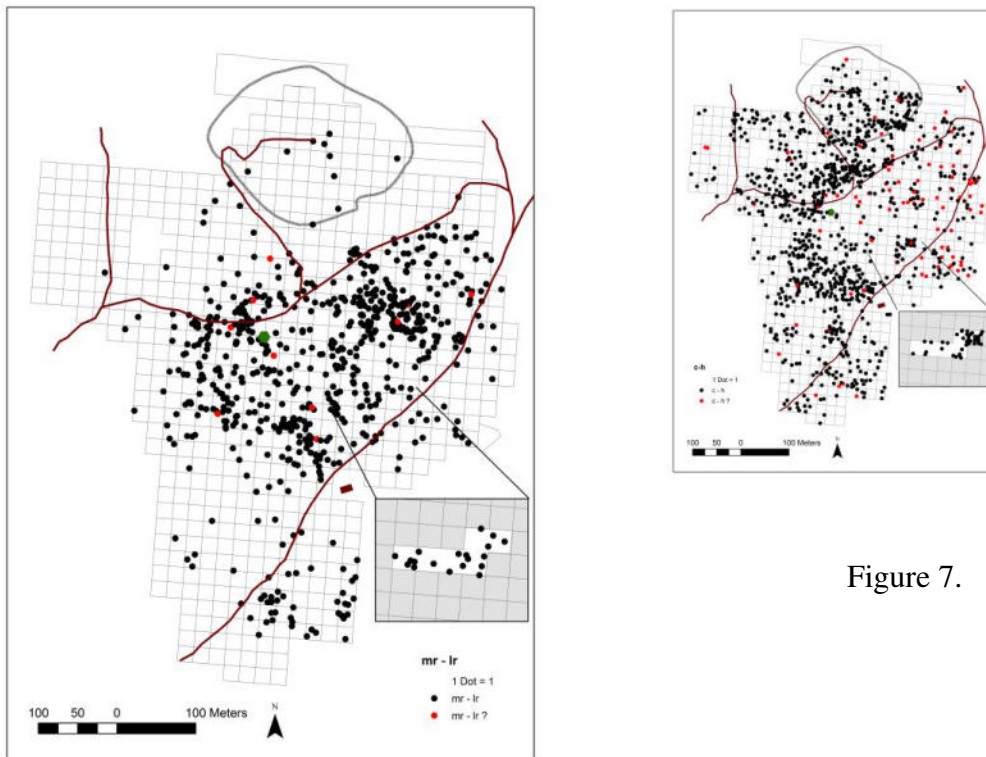 mr - lr
1 Dot = 1
mr - lr
mr - lr ?
100 50 0 100 Meters
N
c-h
1 Dot = 1
c - h
c - h ?
100 50 0 100 Meters
N
Figure 7.